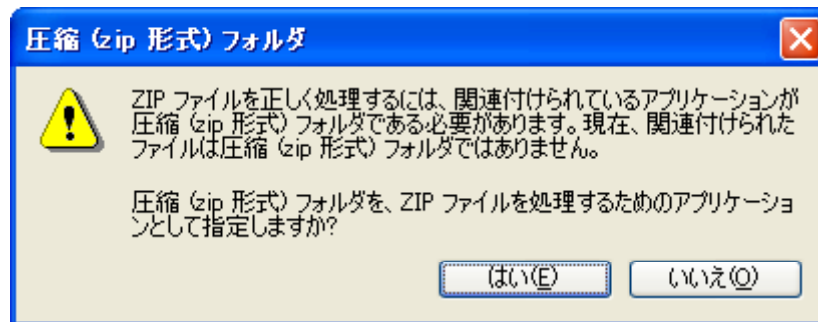 圧縮 (zip 形式) フォルダ
ZIP ファイルを正しく処理するには、関連付けられているアプリケーションが
圧縮 (zip 形式) フォルダである必要があります。現在、関連付けられた
ファイルは圧縮 (zip 形式) フォルダではありません。
圧縮 (zip 形式) フォルダを、ZIP ファイルを処理するためのアプリケーショ
ンとして指定しますか?
はい(E) いいえ(O)